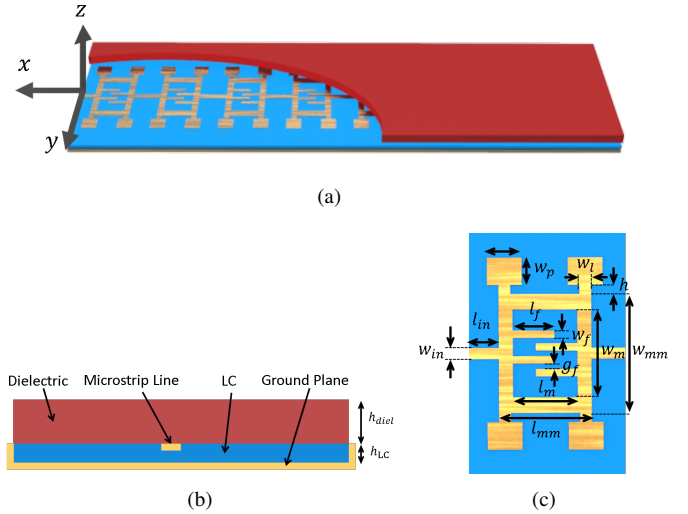 z
x
y
(a)
Dielectric
Microstrip Line
LC
Ground Plane
h_diel
h_LC
(b)
w_p
w_l
h
l_in
l_f
w_f
w_in
w_m
w_mm
g_f
l_m
l_mm
(c)